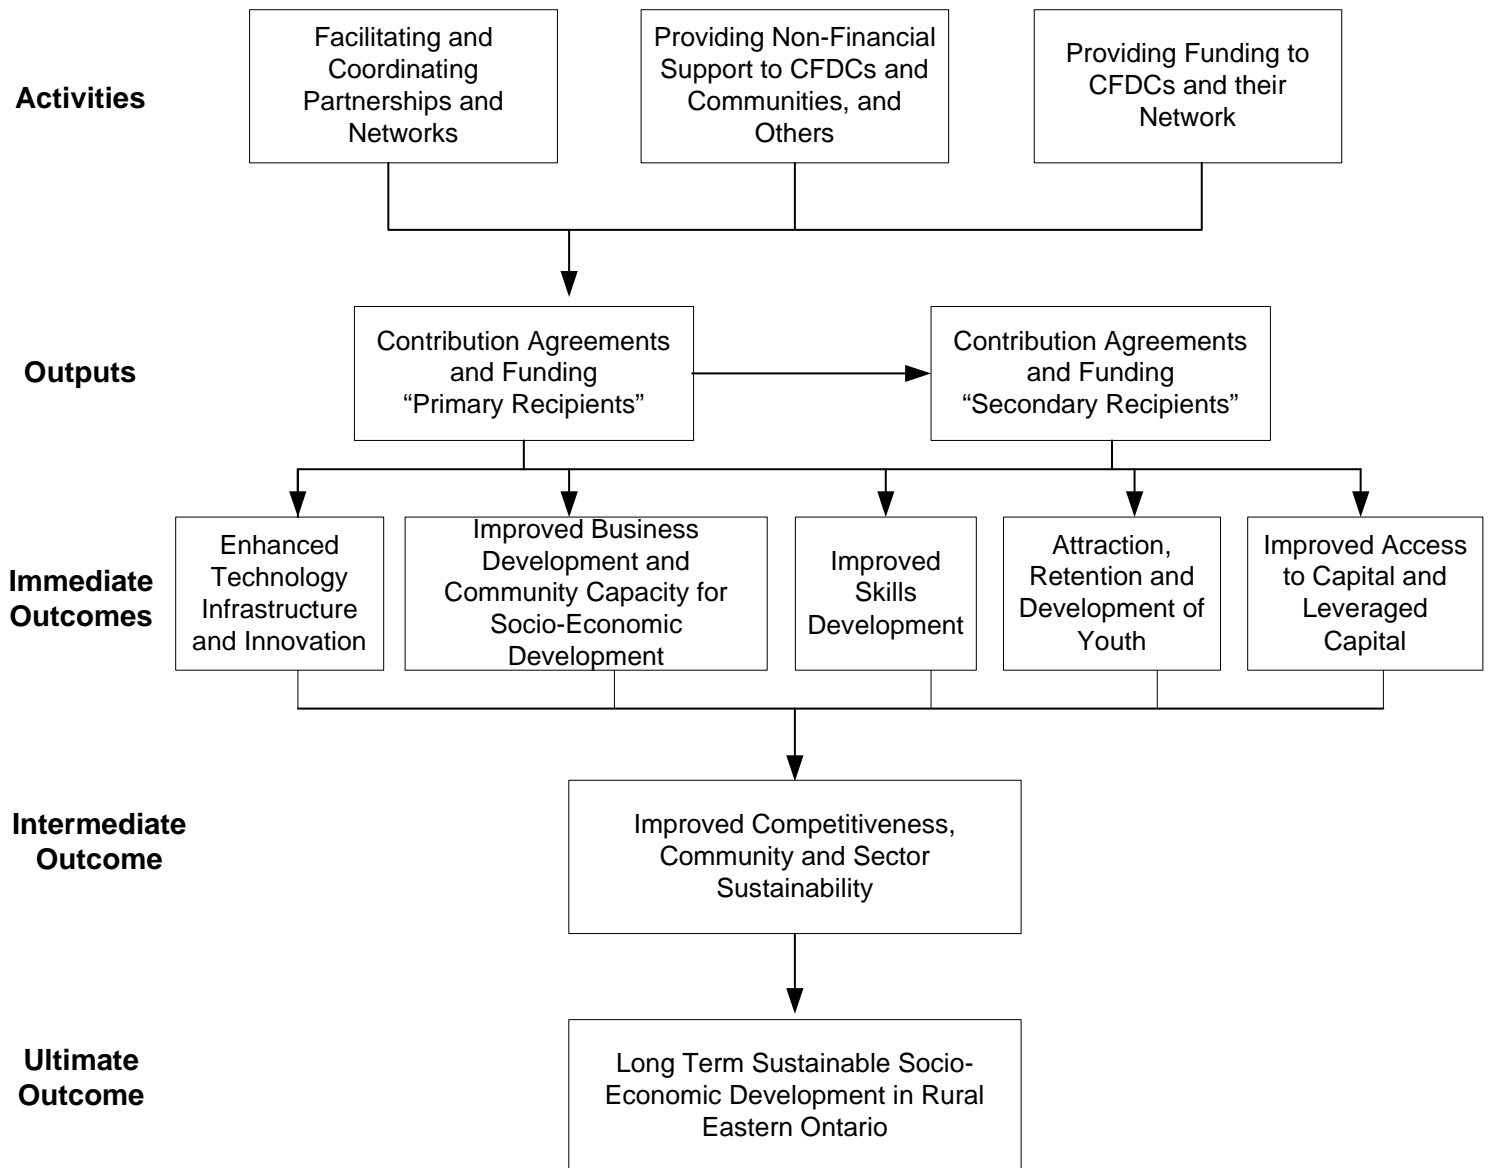 Activities
Facilitating and
Coordinating
Partnerships and
Networks
Providing Non-Financial
Support to CFDCs and
Communities, and
Others
Providing Funding to
CFDCs and their
Network
Outputs
Contribution Agreements
and Funding
“Primary Recipients”
Contribution Agreements
and Funding
“Secondary Recipients”
Immediate
Outcomes
Enhanced
Technology
Infrastructure
and Innovation
Improved Business
Development and
Community Capacity for
Socio-Economic
Development
Improved
Skills
Development
Attraction,
Retention and
Development of
Youth
Improved Access
to Capital and
Leveraged
Capital
Intermediate
Outcome
Improved Competitiveness,
Community and Sector
Sustainability
Ultimate
Outcome
Long Term Sustainable Socio-
Economic Development in Rural
Eastern Ontario